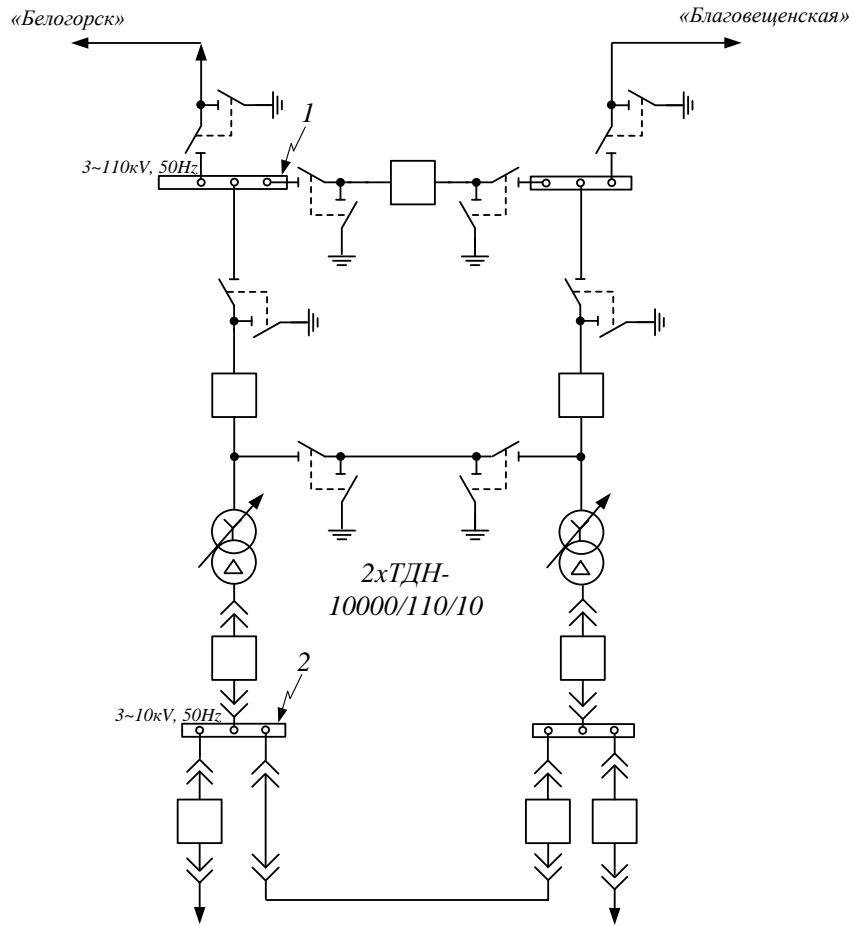 «Белогорск»
«Благовещенская»
1
3~110кV, 50Hz
2xТДН-
10000/110/10
2
3~10кV, 50Hz